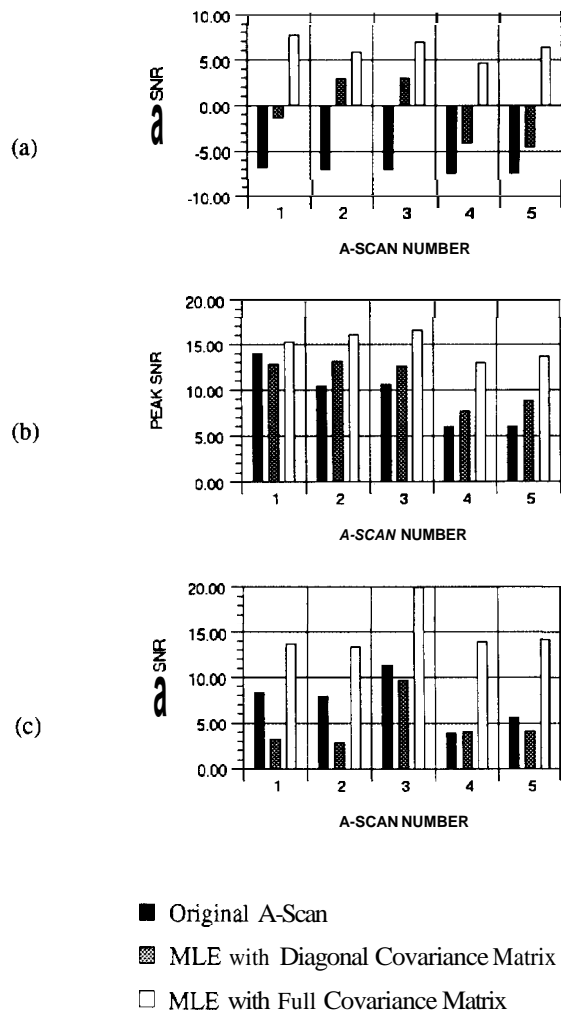 (a)
SNR
10.00
5.00
0.00
-5.00
-10.00
1 2 3 4 5
A-SCAN NUMBER
(b)
PEAK SNR
20.00
15.00
10.00
5.00
0.00
1 2 3 4 5
A-SCAN NUMBER
(c)
SNR
20.00
15.00
10.00
5.00
0.00
1 2 3 4 5
A-SCAN NUMBER
Original A-Scan
MLE with Diagonal Covariance Matrix
MLE with Full Covariance Matrix